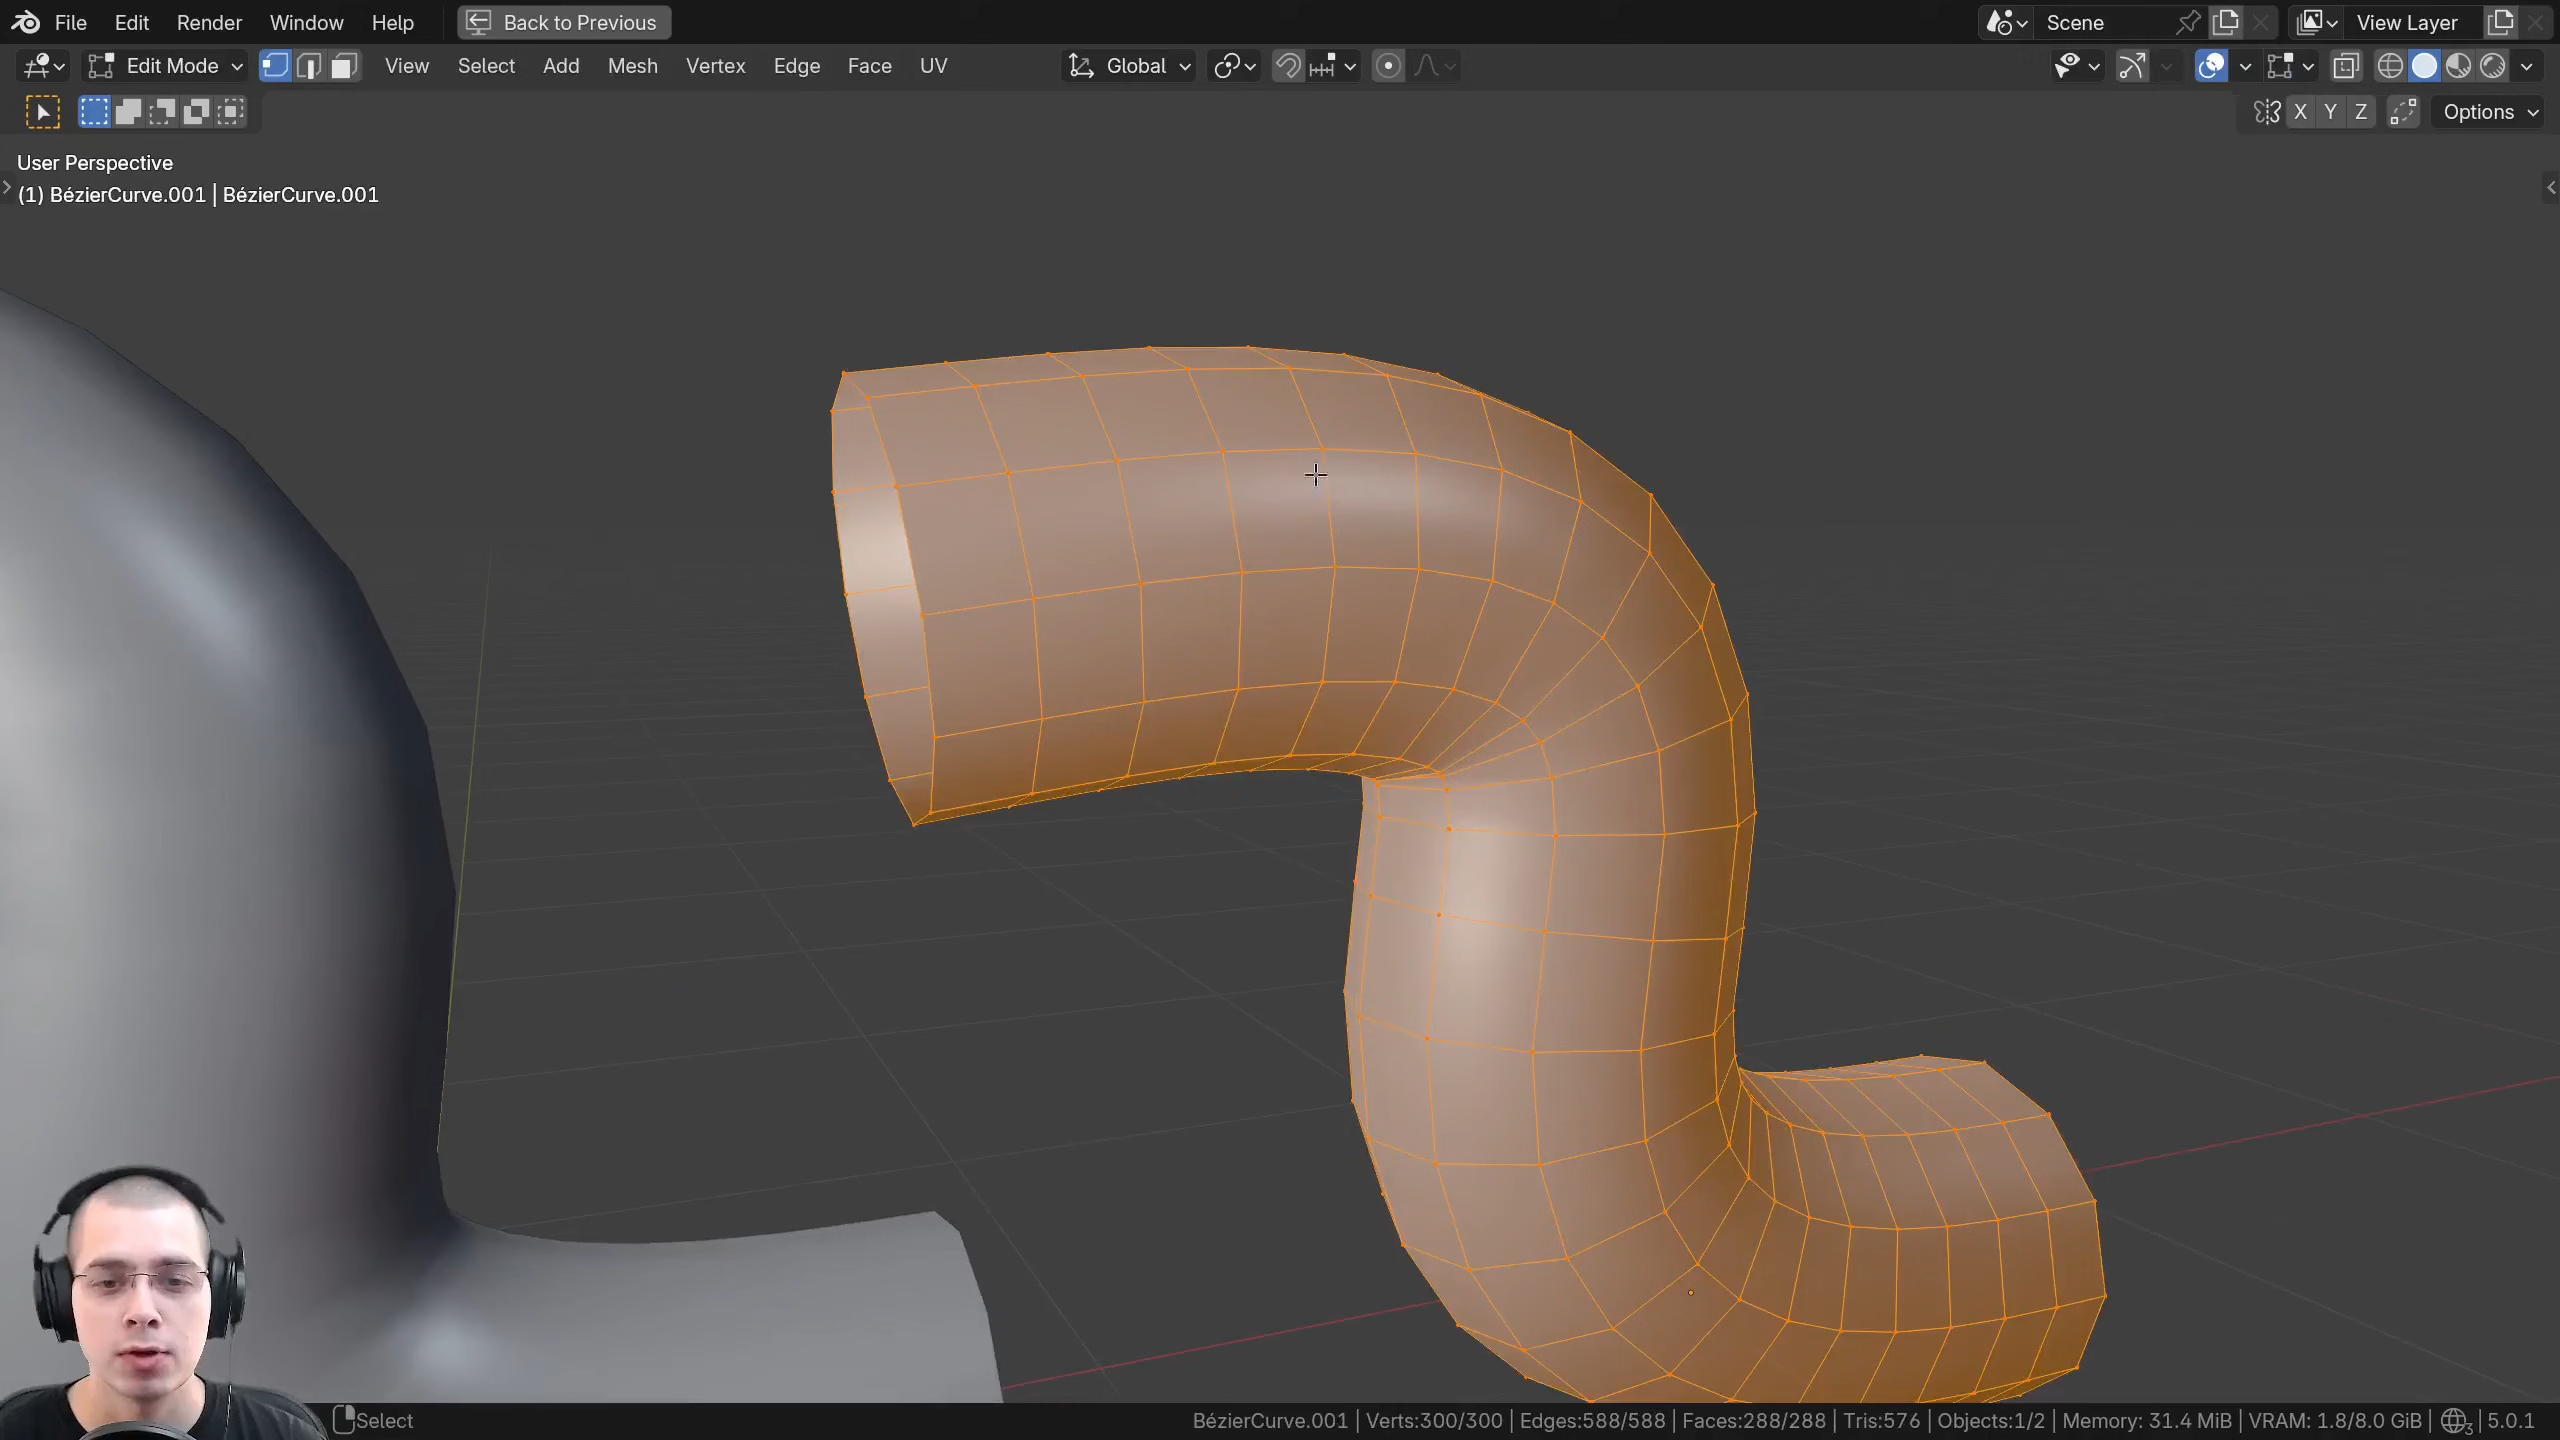 File Edit Render Window Help Back to Previous Scene View Layer
Edit Mode View Select Add Mesh Vertex Edge Face UV Global
X Y Z Options
User Perspective
(1) BézierCurve.001 | BézierCurve.001
Select BézierCurve.001 | Verts:300/300 | Edges:588/588 | Faces:288/288 | Tris:576 | Objects:1/2 | Memory: 31.4 MiB | VRAM: 1.8/8.0 GiB | 3 | 5.0.1